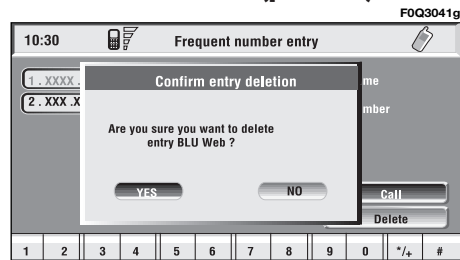 F0Q3041g
10:30 Frequent number entry
1 . XXXX .
2 . XXX .X
me
mber
Confirm entry deletion
Are you sure you want to delete
entry BLU Web ?
YES NO
Call
Delete
1 2 3 4 5 6 7 8 9 0 */+ #